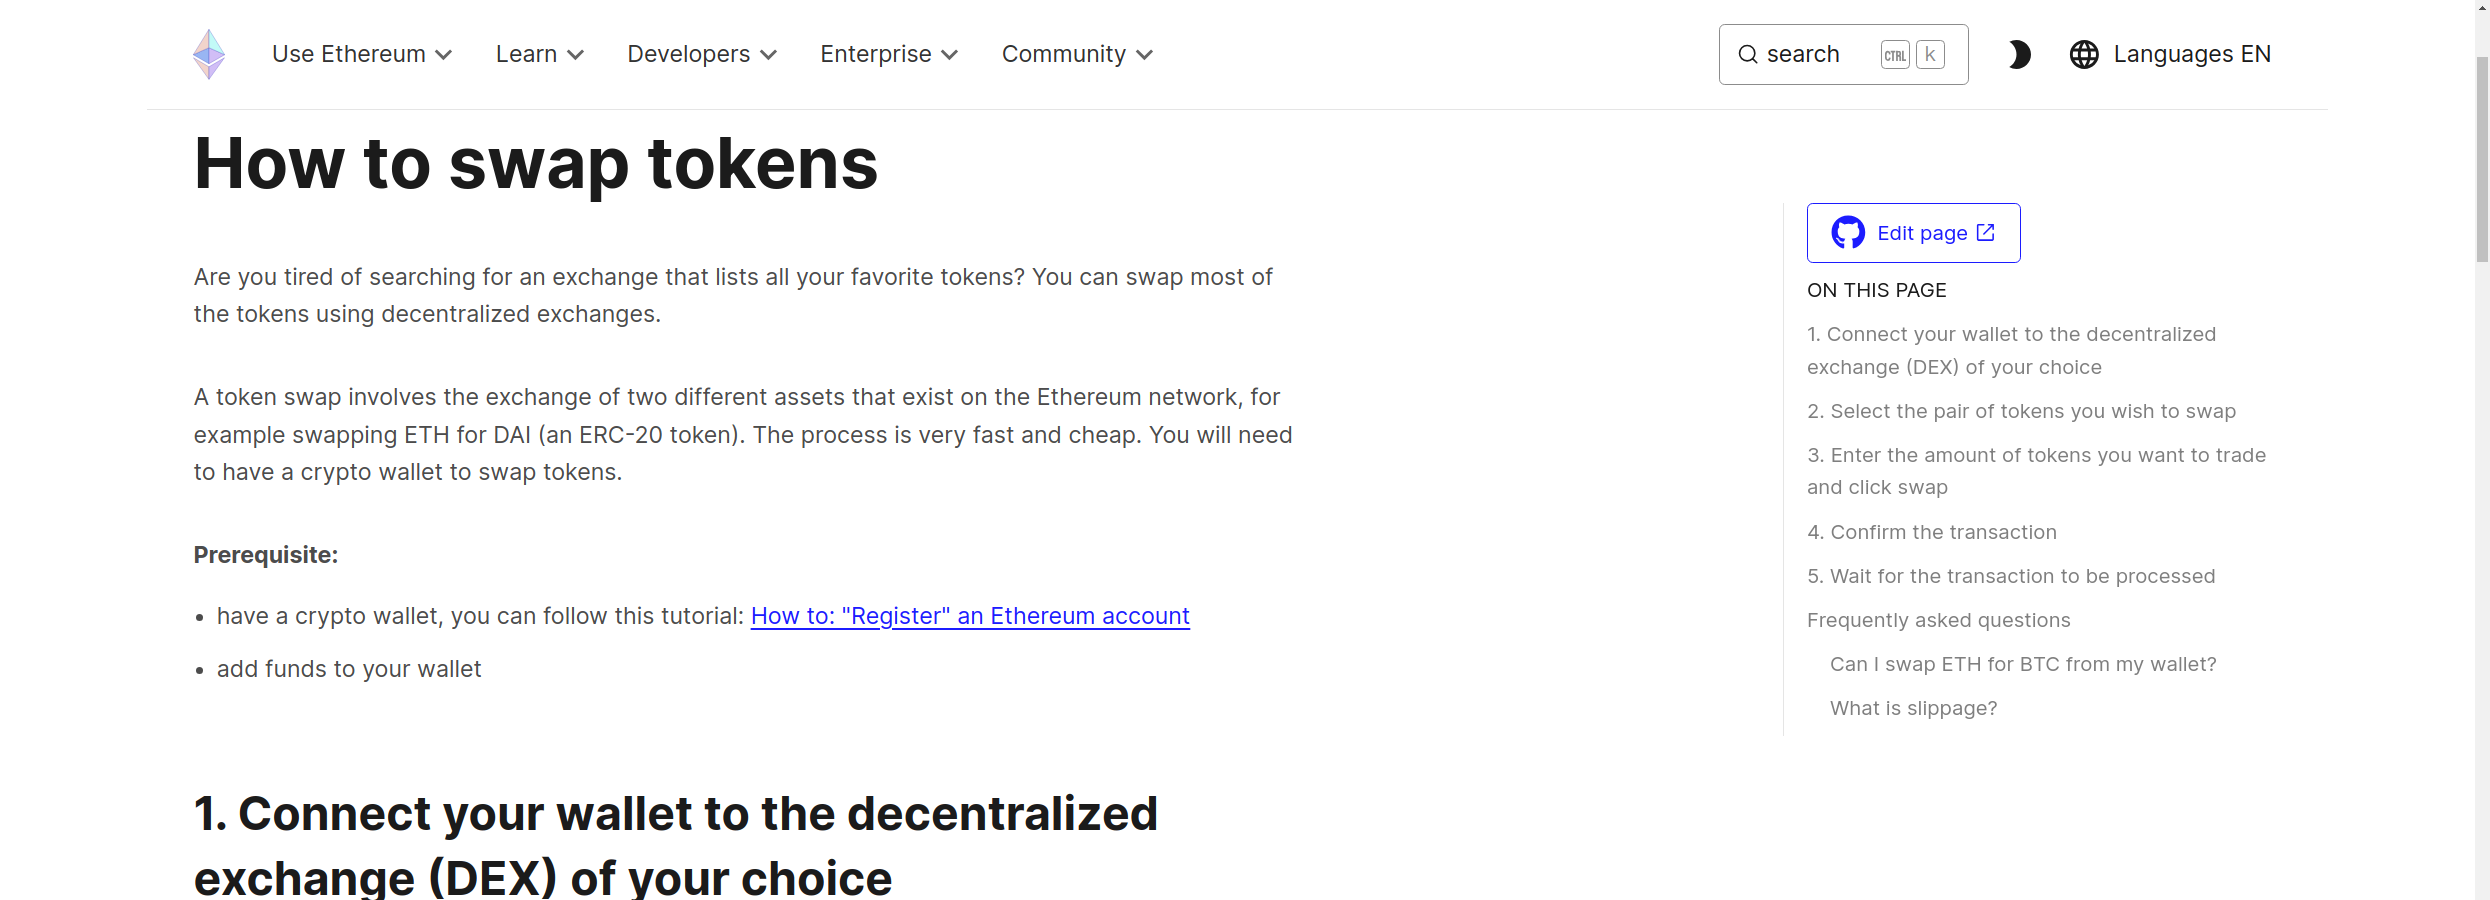 Use Ethereum
Learn
Developers
Enterprise
Community
search
CTRL
k
Languages EN
How to swap tokens
Are you tired of searching for an exchange that lists all your favorite tokens? You can swap most of
the tokens using decentralized exchanges.
A token swap involves the exchange of two different assets that exist on the Ethereum network, for
example swapping ETH for DAI (an ERC-20 token). The process is very fast and cheap. You will need
to have a crypto wallet to swap tokens.
Prerequisite:
• have a crypto wallet, you can follow this tutorial: How to: "Register" an Ethereum account
• add funds to your wallet
1. Connect your wallet to the decentralized
exchange (DEX) of your choice
Edit page
ON THIS PAGE
1. Connect your wallet to the decentralized
exchange (DEX) of your choice
2. Select the pair of tokens you wish to swap
3. Enter the amount of tokens you want to trade
and click swap
4. Confirm the transaction
5. Wait for the transaction to be processed
Frequently asked questions
Can I swap ETH for BTC from my wallet?
What is slippage?